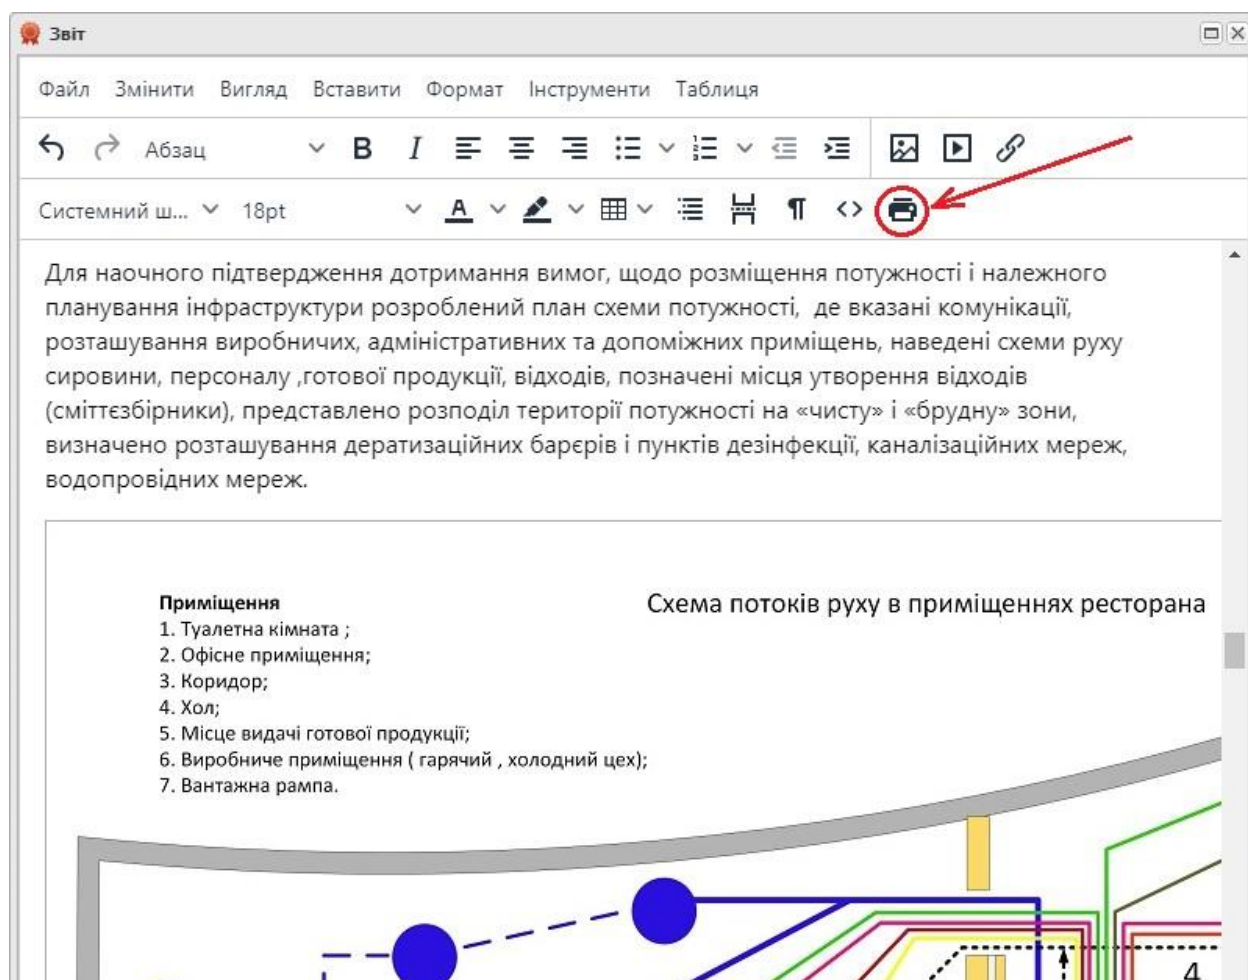 Звіт
Файл Змінити Вигляд Вставити Формат Інструменти Таблиця
Абзац B I
Системний ш... 18pt A ¶ <>
Для наочного підтвердження дотримання вимог, щодо розміщення потужності і належного
планування інфраструктури розроблений план схеми потужності, де вказані комунікації,
розташування виробничих, адміністративних та допоміжних приміщень, наведені схеми руху
сировини, персоналу ,готової продукції, відходів, позначені місця утворення відходів
(сміттєзбірники), представлено розподіл території потужності на «чисту» і «брудну» зони,
визначено розташування дератизаційних барєрів і пунктів дезінфекції, каналізаційних мереж,
водопровідних мереж.
Схема потоків руху в приміщеннях ресторана
Приміщення
1. Туалетна кімната ;
2. Офісне приміщення;
3. Коридор;
4. Хол;
5. Місце видачі готової продукції;
6. Виробниче приміщення ( гарячий , холодний цех);
7. Вантажна рампа.
4